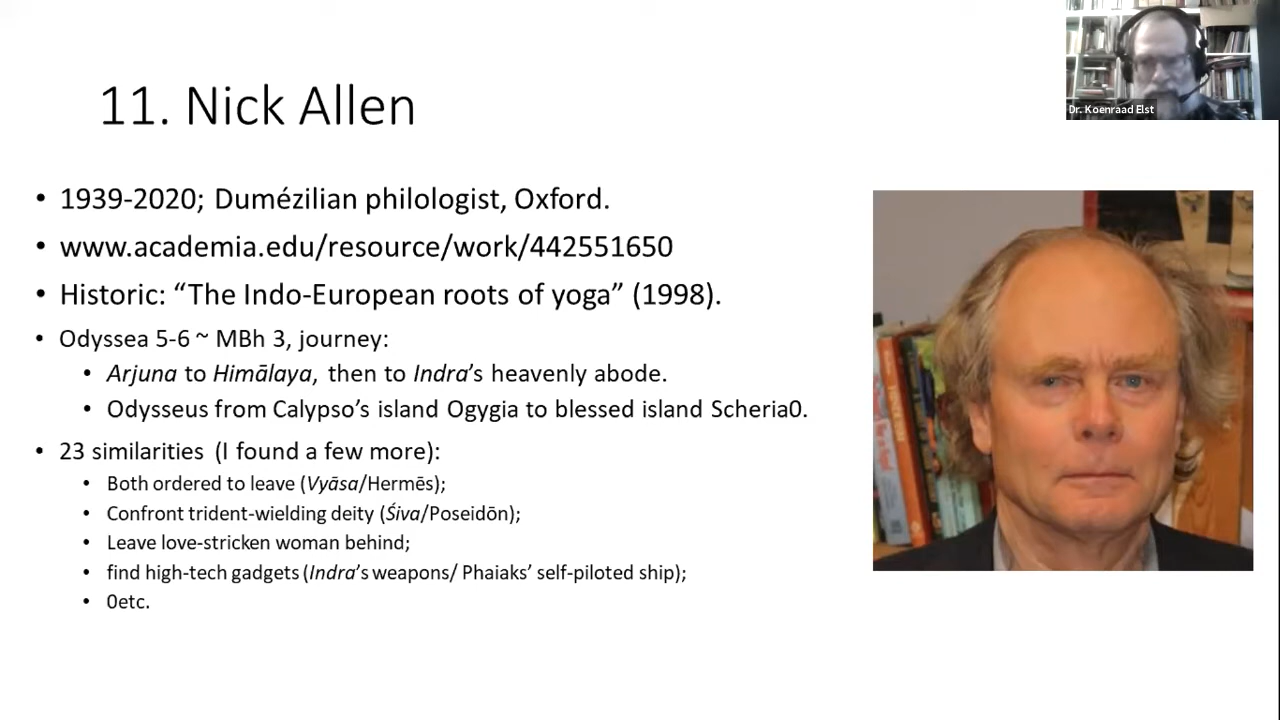 Dr. Koenraad Elst
11. Nick Allen
• 1939-2020; Dumézilian philologist, Oxford.
• www.academia.edu/resource/work/442551650
• Historic: “The Indo-European roots of yoga” (1998).
• Odyssea 5-6 ~ MBh 3, journey:
• Arjuna to Himālaya, then to Indra’s heavenly abode.
• Odysseus from Calypso’s island Ogygia to blessed island Scheria0.
• 23 similarities (I found a few more):
• Both ordered to leave (Vyāsa/Hermēs);
• Confront trident-wielding deity (Śiva/Poseidōn);
• Leave love-stricken woman behind;
• find high-tech gadgets (Indra’s weapons/ Phaiaks’ self-piloted ship);
• 0etc.